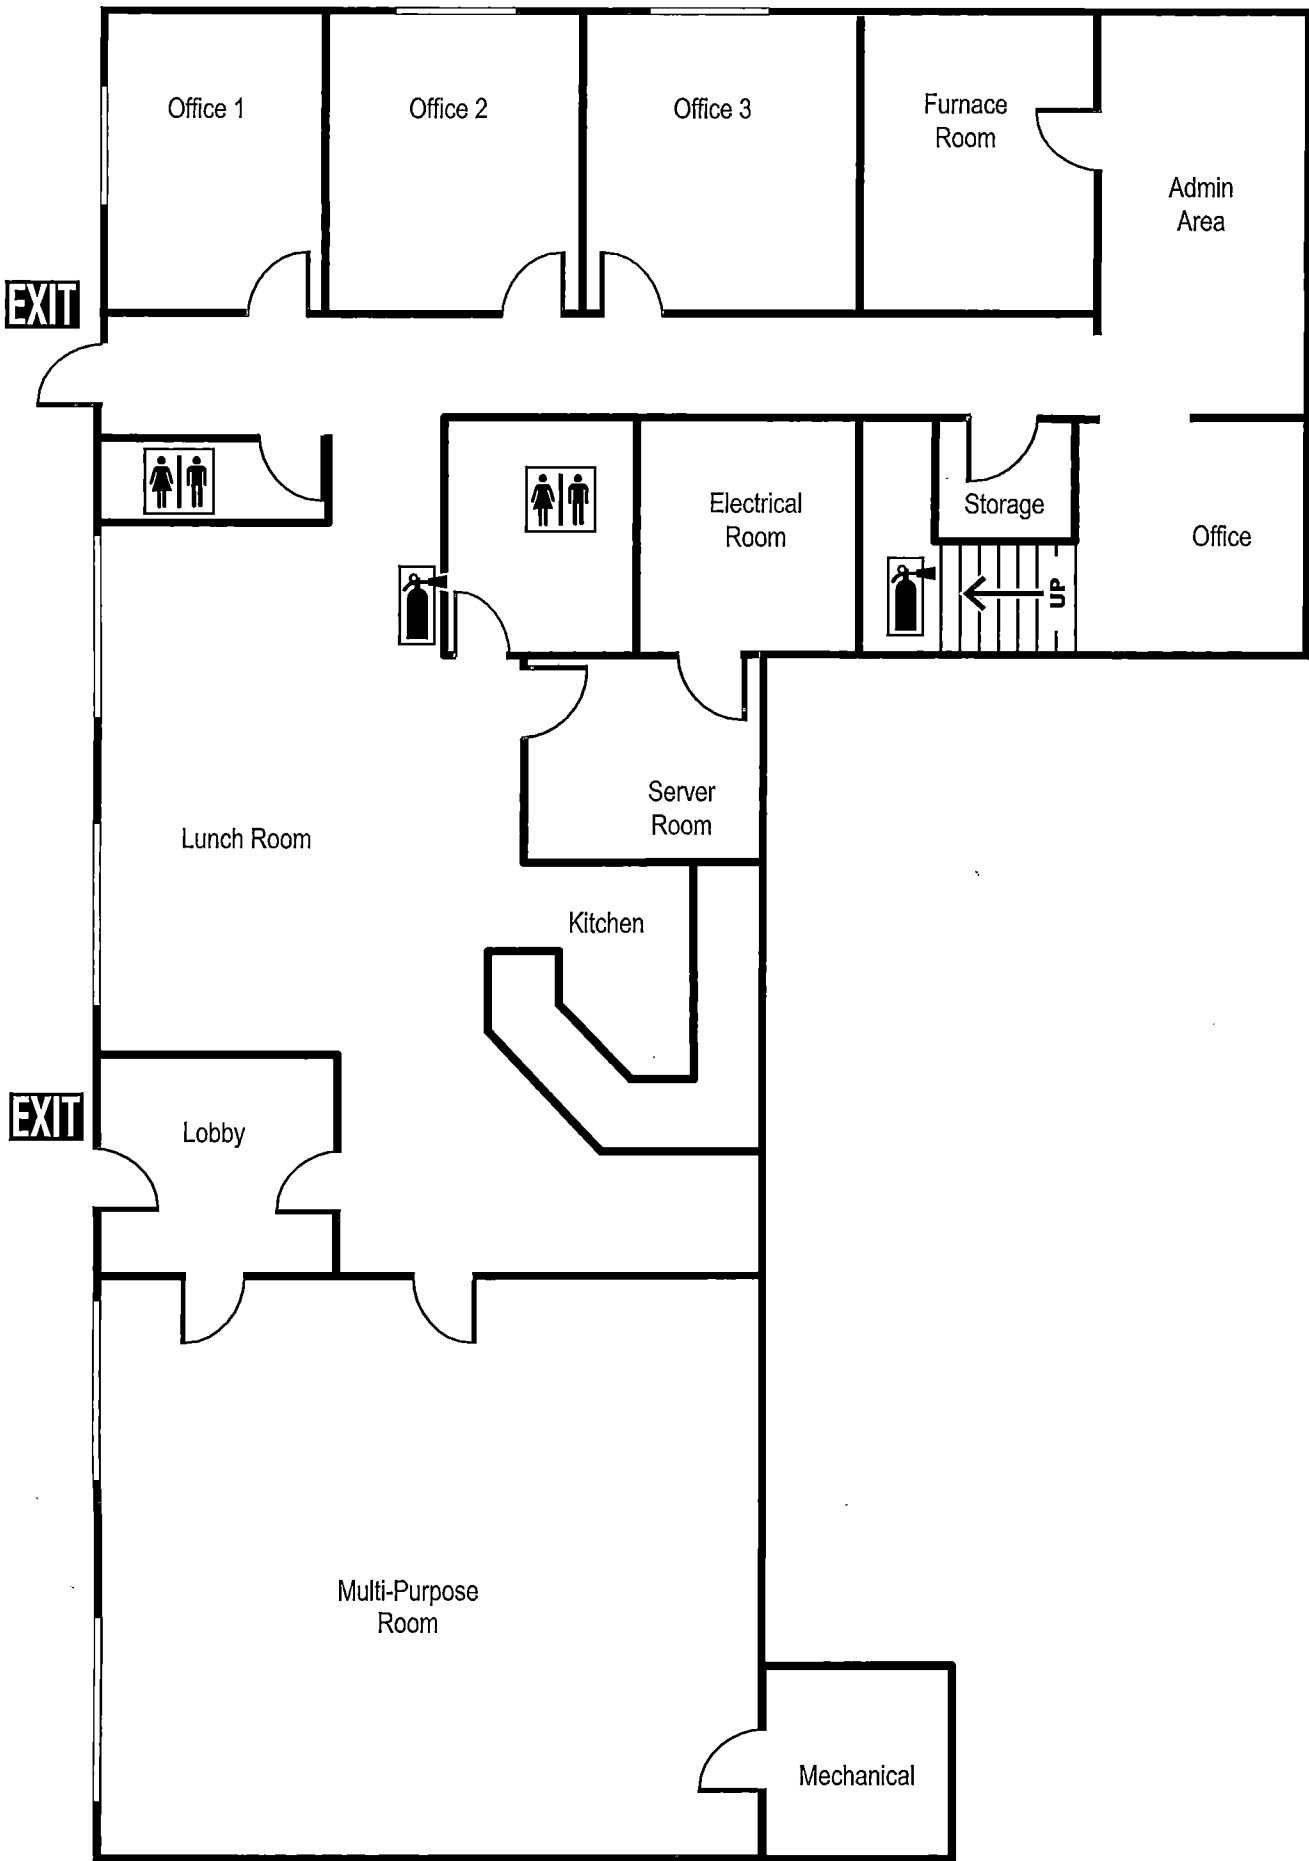 Office 1
Office 2
Office 3
Furnace
Room
Admin
Area
EXIT
Electrical
Room
Storage
Office
UP
Server
Room
Lunch Room
Kitchen
EXIT
Lobby
Multi-Purpose
Room
Mechanical